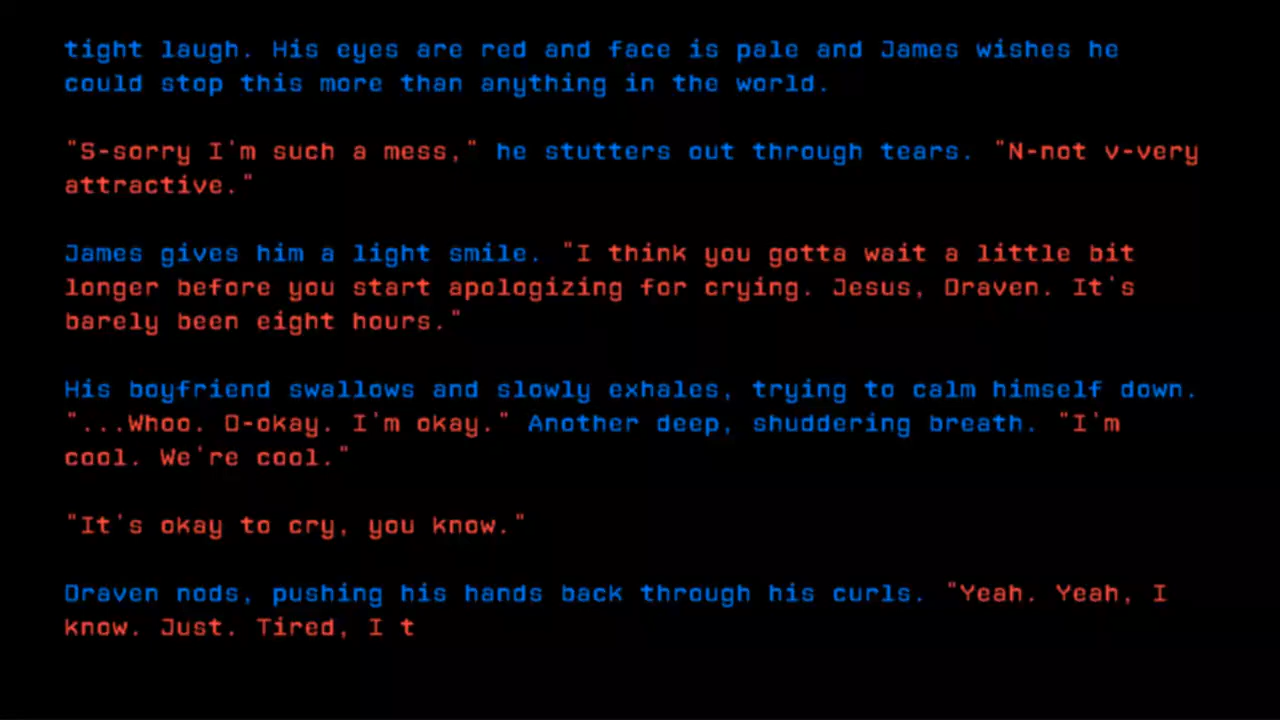 tight laugh. His eyes are red and face is pale and James wishes he
could stop this more than anything in the world.
"S-sorry I'm such a mess," he stutters out through tears. "N-not v-very
attractive."
James gives him a light smile. "I think you gotta wait a little bit
longer before you start apologizing for crying. Jesus, Draven. It's
barely been eight hours."
His boyfriend swallows and slowly exhales, trying to calm himself down.
"...Whoo. O-okay. I'm okay." Another deep, shuddering breath. "I'm
cool. We're cool."
"It's okay to cry, you know."
Draven nods, pushing his hands back through his curls. "Yeah. Yeah, I
know. Just. Tired, I t